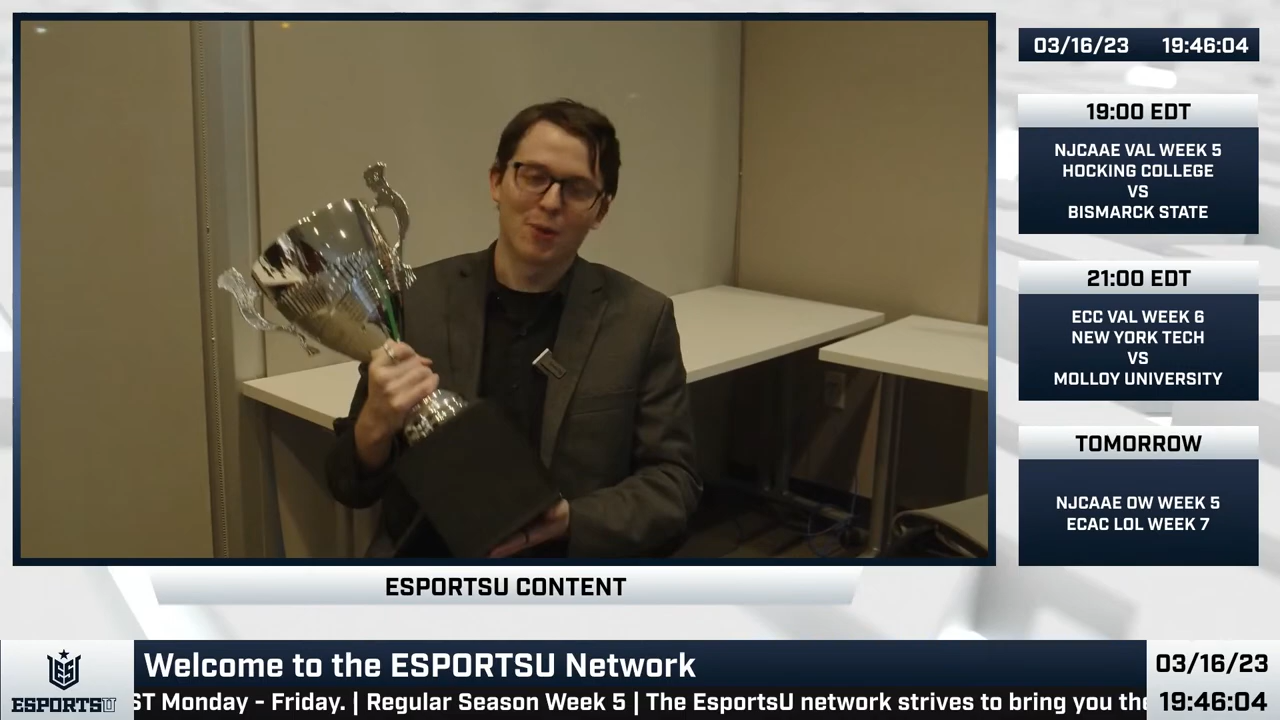 03/16/23 19:46:04
19:00 EDT
NJCAAE VAL WEEK 5
HOCKING COLLEGE
VS
BISMARCK STATE
21:00 EDT
ECC VAL WEEK 6
NEW YORK TECH
VS
MOLLOY UNIVERSITY
TOMORROW
NJCAAE OW WEEK 5
ECAC LOL WEEK 7
ESPORTSU CONTENT
ESPORTSU
Welcome to the ESPORTSU Network
ST Monday - Friday. | Regular Season Week 5 | The EsportsU network strives to bring you the
03/16/23
19:46:04